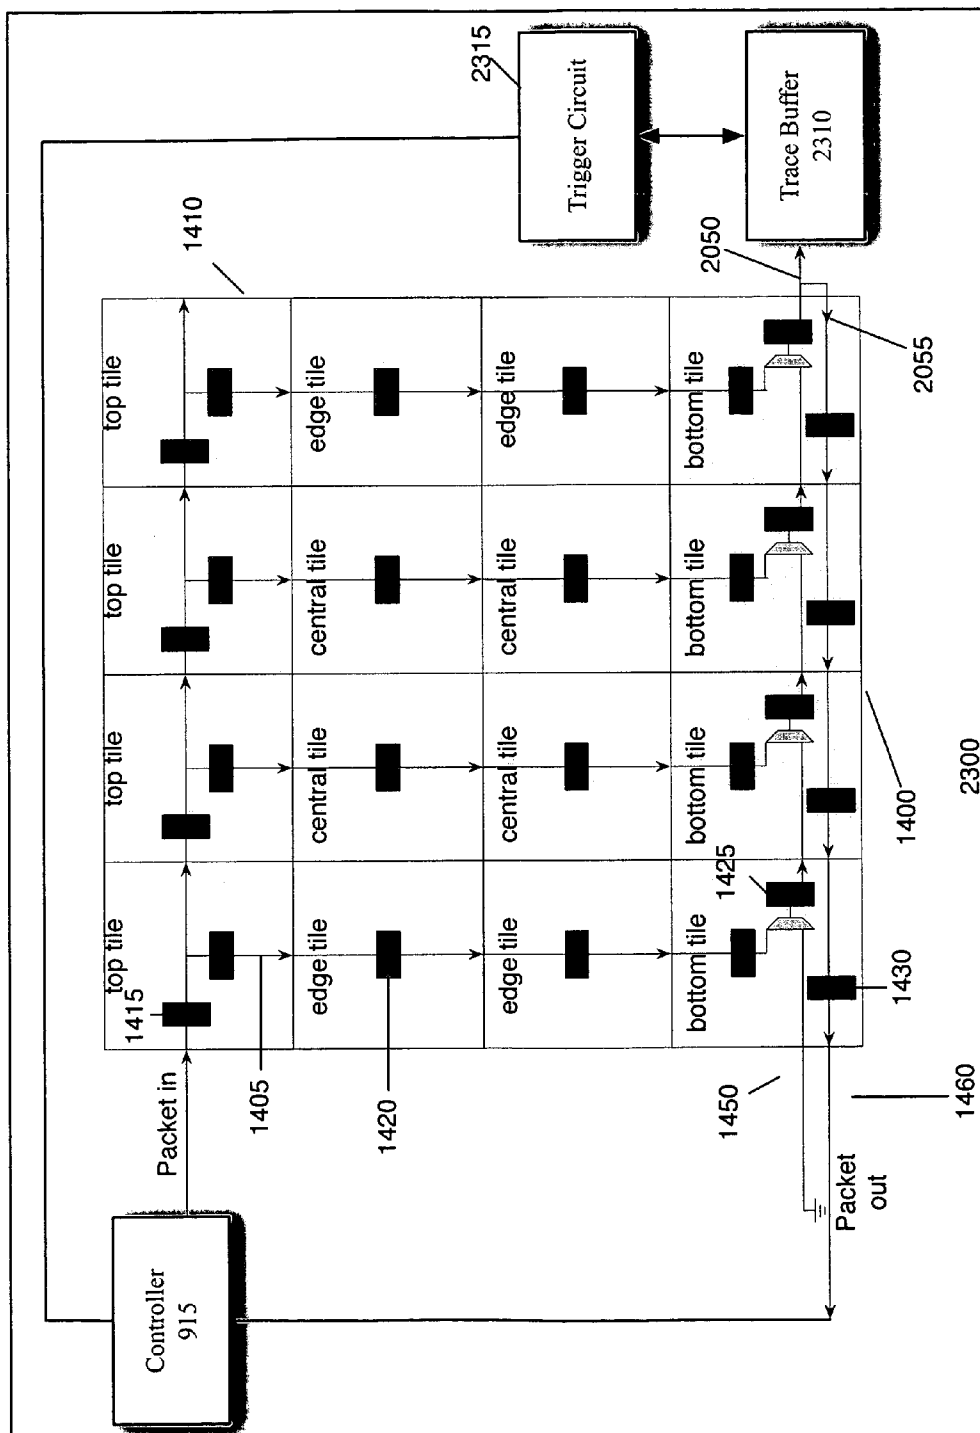 top tile
top tile
top tile
top tile
1415
Controller
915
Packet in
1410
1405
edge tile
central tile
central tile
edge tile
1420
2315
edge tile
central tile
central tile
edge tile
Trigger Circuit
bottom tile
bottom tile
bottom tile
bottom tile
2050
1425
1450
Trace Buffer
2310
Packet
out
1430
1400
2055
1460
2300